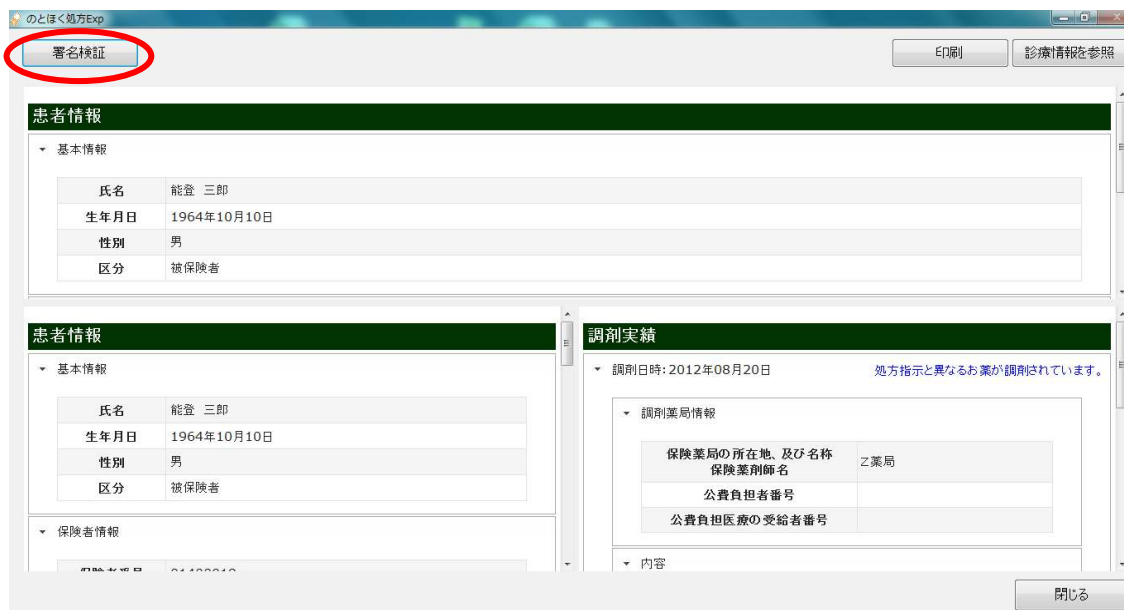 のとほく処方Exp
署名検証
印刷
診療情報を参照
患者情報
基本情報
氏名 能登 三郎
生年月日 1964年10月10日
性別 男
区分 被保険者
患者情報
基本情報
氏名 能登 三郎
生年月日 1964年10月10日
性別 男
区分 被保険者
保険者情報
調剤実績
調剤日時:2012年08月20日 処方指示と異なるお薬が調剤されています。
調剤薬局情報
保険薬局の所在地、及び名称
保険薬剤師名 Z薬局
公費負担者番号
公費負担医療の受給者番号
内容
閉じる